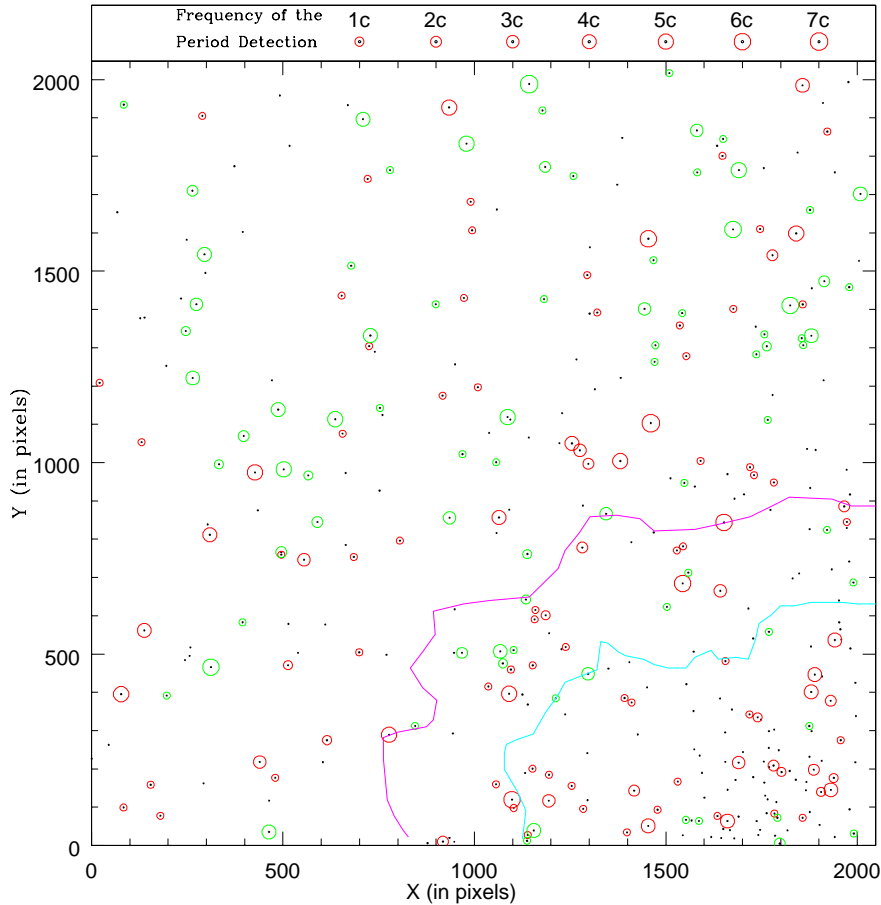 Frequency of the
Period Detection
1c 2c 3c 4c 5c 6c 7c
2000
1500
1000
500
0
Y (in pixels)
0 500 1000 1500 2000
X (in pixels)